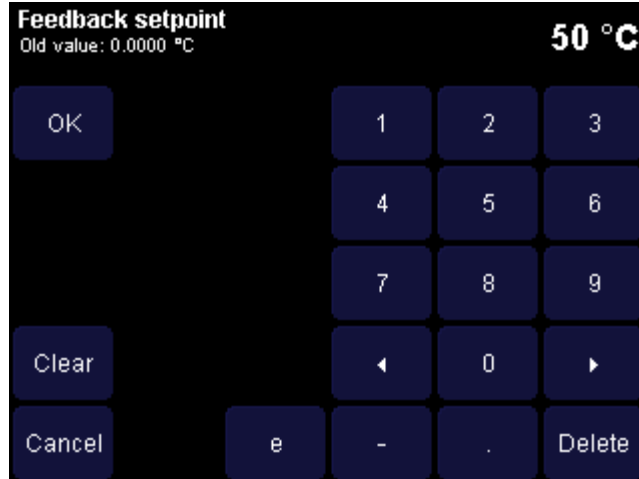 Feedback setpoint
Old value: 0.0000 °C
50 °C
OK 1 2 3
4 5 6
7 8 9
Clear ◂ 0 ▸
Cancel e - . Delete